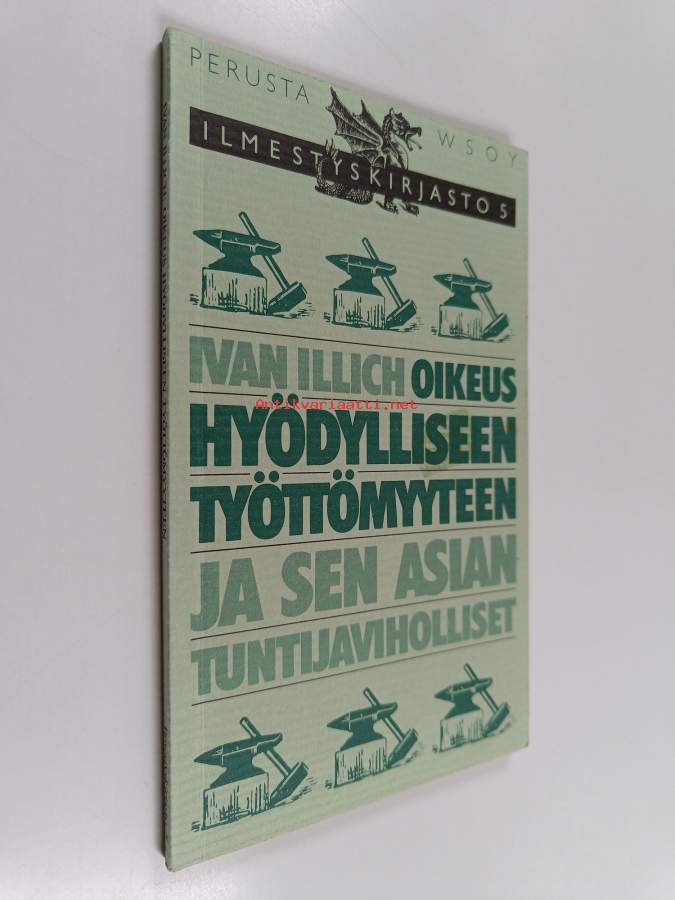 PERUSTA WSOY
ILMESTYSKIRJASTO 5
IVAN ILLICH OIKEUS
Antikvariaatti.net
HYÖDYLLISEEN
TYÖTTÖMYYTEEN
JA SEN ASIAN
TUNTIJAVIHOLLISET